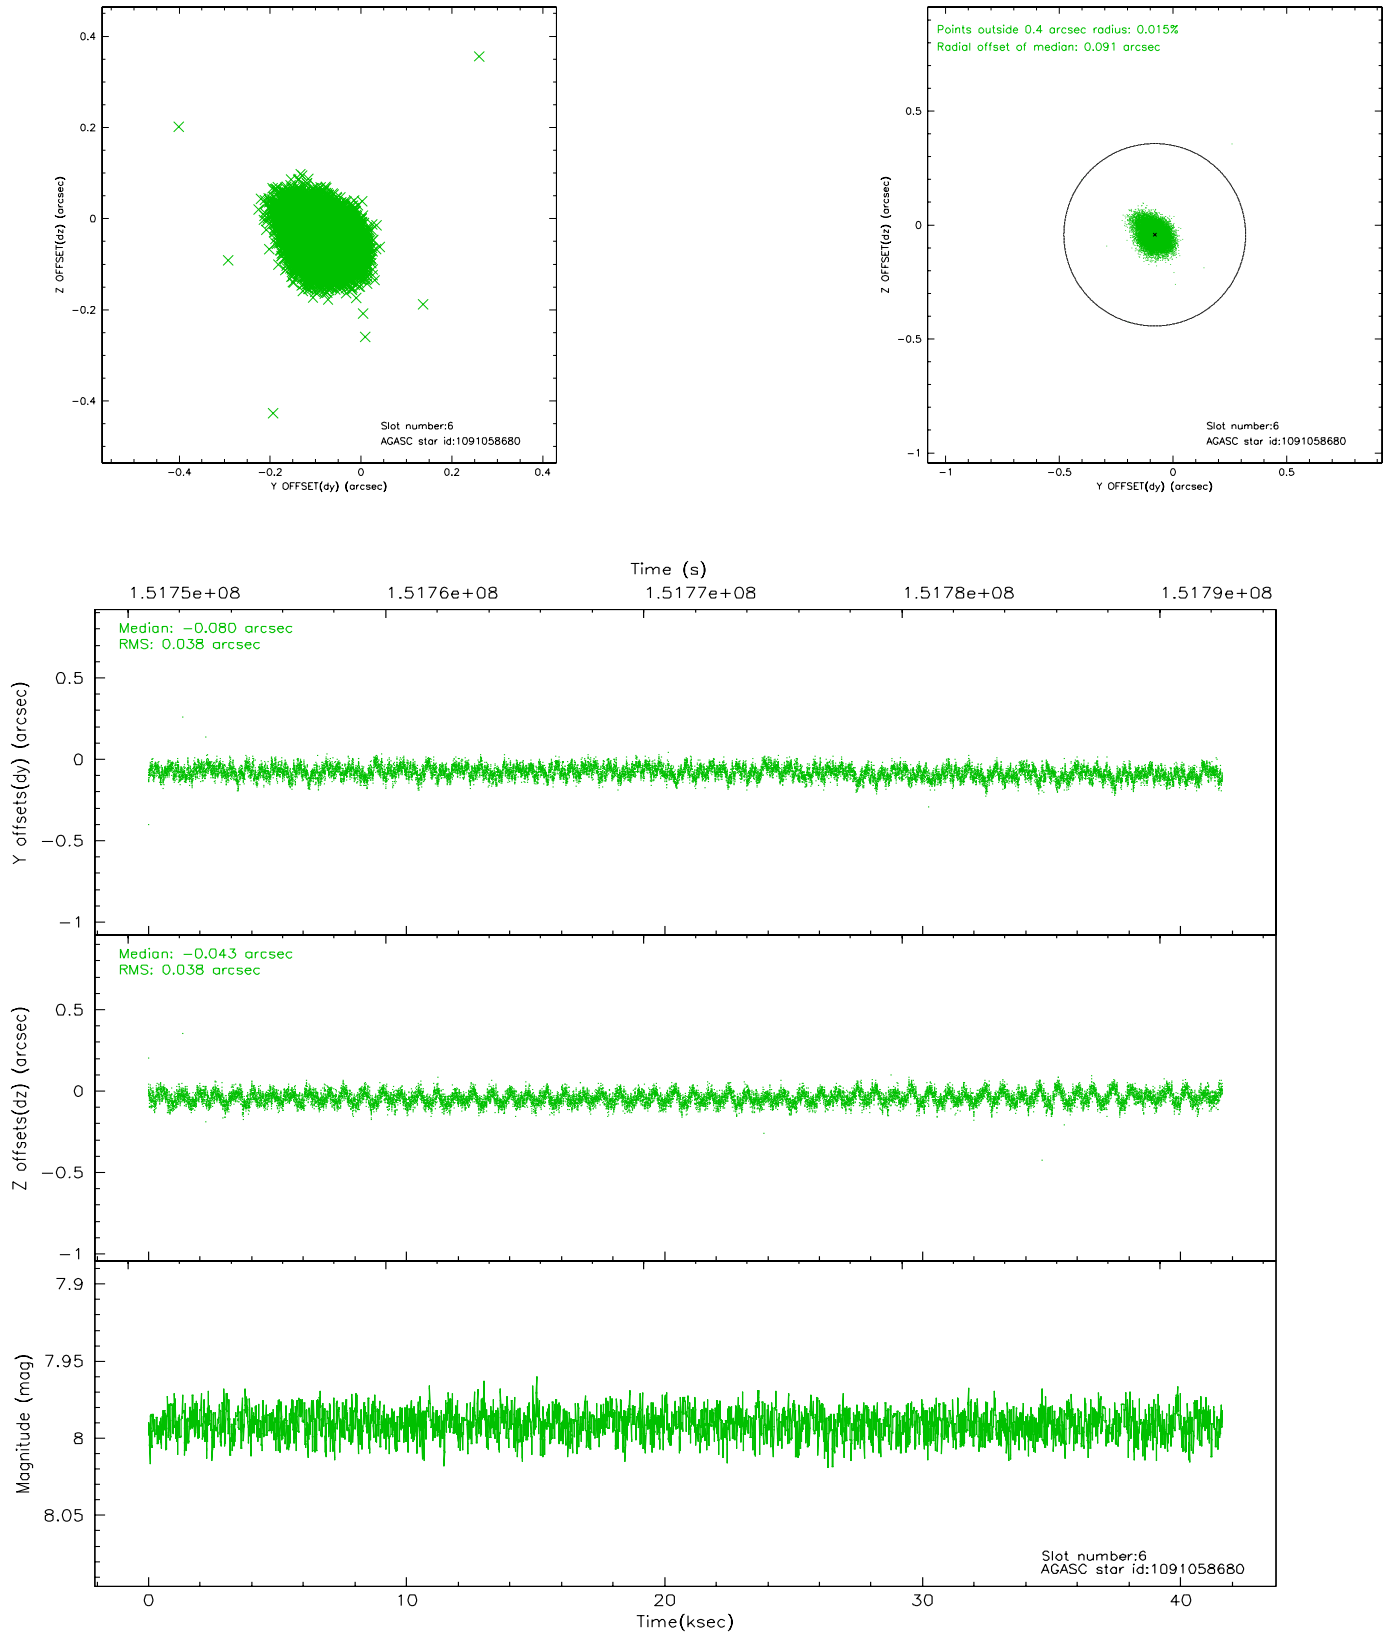 0.4
0.2
0
−0.2
−0.4
Z OFFSET(dz) (arcsec)
Slot number:6
AGASC star id:1091058680
−0.4
−0.2
0
0.2
0.4
Y OFFSET(dy) (arcsec)
Points outside 0.4 arcsec radius: 0.015%
Radial offset of median: 0.091 arcsec
0.5
0
−0.5
−1
Z OFFSET(dz) (arcsec)
Slot number:6
AGASC star id:1091058680
−1
−0.5
0
0.5
Y OFFSET(dy) (arcsec)
Time (s)
1.5175e+08
1.5176e+08
1.5177e+08
1.5178e+08
1.5179e+08
Median: −0.080 arcsec
RMS: 0.038 arcsec
0.5
0
−0.5
−1
Y offsets(dy) (arcsec)
Median: −0.043 arcsec
RMS: 0.038 arcsec
0.5
0
−0.5
−1
Z offsets(dz) (arcsec)
7.9
7.95
8
8.05
Magnitude (mag)
Slot number:6
AGASC star id:1091058680
0
10
20
30
40
Time(ksec)